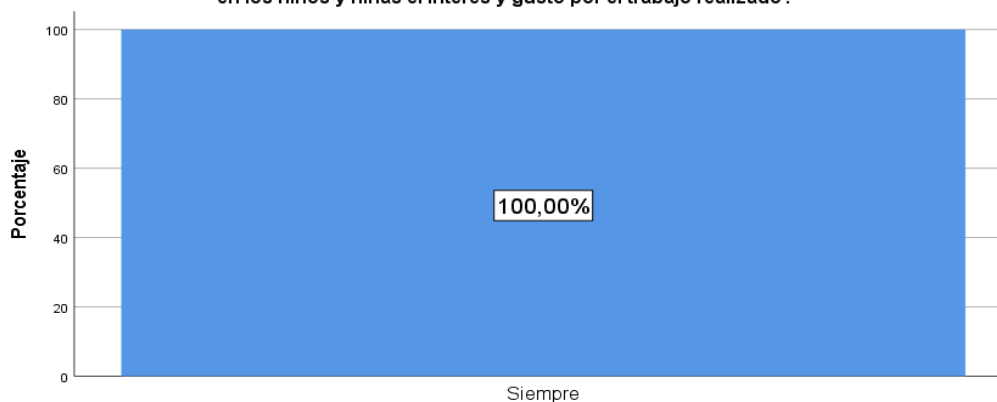 en los niños y niñas el interés y gusto por el trabajo realizado?
100
80
60
40
20
0
Porcentaje
100,00%
Siempre